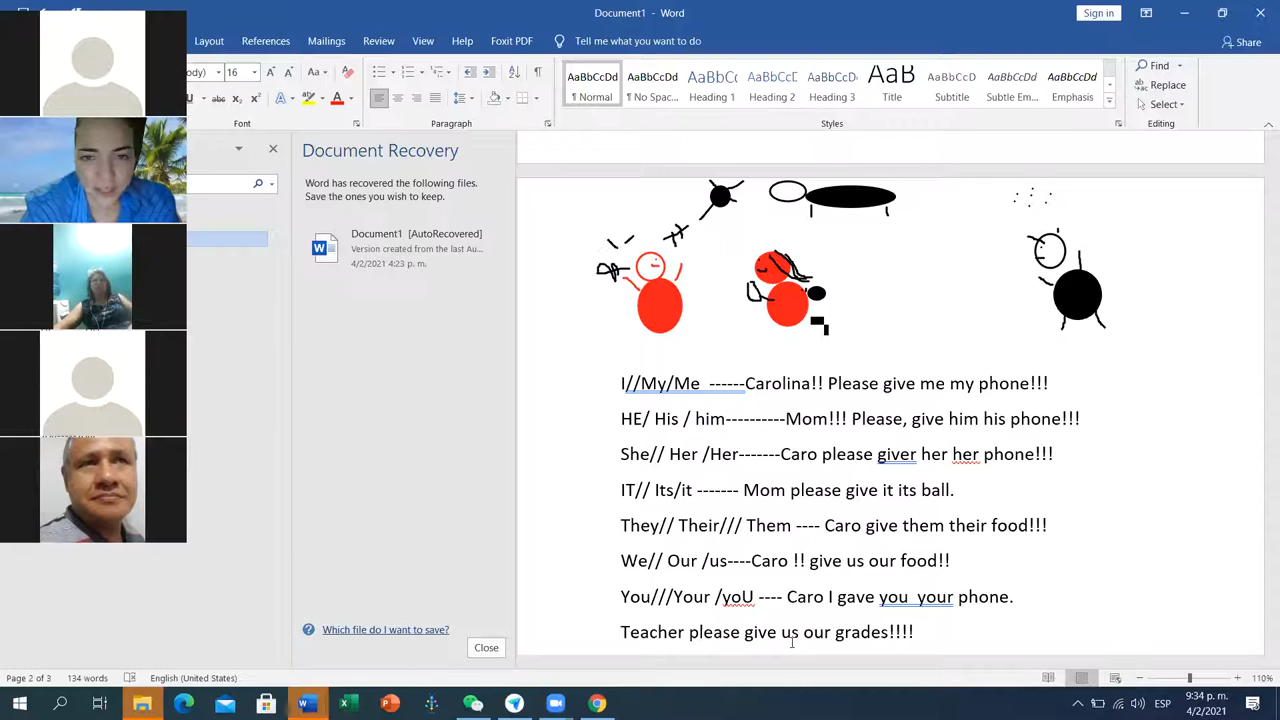 Document1 - Word
Sign in
Layout References Mailings Review View Help Foxit PDF Tell me what you want to do
Share
16 A A Aa
AaBbCcDd AaBbCcDd AaBbC AaBbCcD AaBbCcD AaB AaBbCcD AaBbCcDd AaBbCcDd
¶ Normal ¶ No Spac... Heading 1 Heading 2 Heading 3 Title Subtitle Subtle Em... Emphasis
Find
Replace
Select
Font Paragraph Styles Editing
Document Recovery
Word has recovered the following files.
Save the ones you wish to keep.
Document1 [AutoRecovered]
Version created from the last Au...
4/2/2021 4:23 p. m.
Which file do I want to save?
Close
I//My/Me ------Carolina!! Please give me my phone!!!
HE/ His / him----------Mom!!! Please, give him his phone!!!
She// Her /Her-------Caro please giver her her phone!!!
IT// Its/it ------- Mom please give it its ball.
They// Their/// Them ---- Caro give them their food!!!
We// Our /us----Caro !! give us our food!!
You///Your /yoU ---- Caro I gave you  your phone.
Teacher please give us our grades!!!!
Page 2 of 3 134 words English (United States) 110%
ESP
9:34 p. m.
4/2/2021